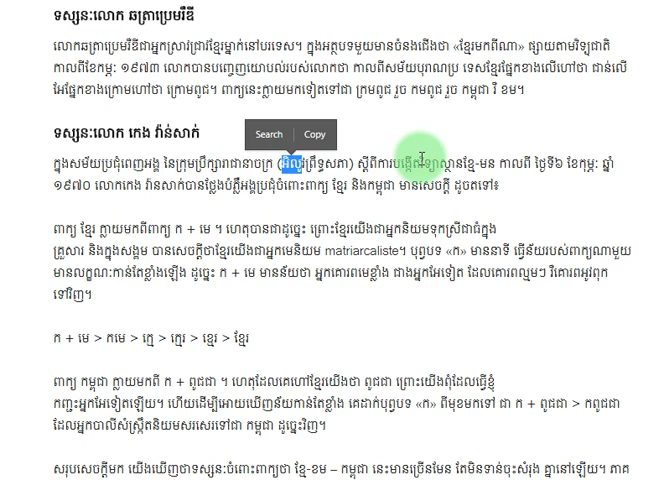 ទស្សនៈលោក ឆត្រាប្រេមរឺឌី
លោកឆត្រាប្រេមរឺឌីជាអ្នកស្រាវជ្រាវខ្មែរម្នាក់នៅបរទេស។ ក្នុងអត្ថបទមួយមានចំនងជើងថា «ខ្មែរមកពីណា» ផ្សាយតាមវិទ្យុជាតិ
កាលពីខែកម្ភៈ ១៩៧៣ លោកបានបញ្ចេញយោបល់របស់លោកថា កាលពីសម័យបុរាណប្រ ទេសខ្មែរផ្នែកខាងលើហៅថា ជាន់លើ
អែផ្នែកខាងក្រោមហៅថា ក្រោមពូជ។ ពាក្យនេះក្លាយមកទៀតទៅជា ក្រមពូជ រួច កមពូជ រួច កម្ពុជា រឺ ខម។
ទស្សនៈលោក កេង វ៉ាន់សាក់
Search Copy
ក្នុងសម័យប្រជុំពេញអង្គ នៃក្រុមប្រឹក្សារាជានាចក្រ (អិលូវព្រឹទ្ធសភា) ស្តីពីការបង្កើតវិទ្យាស្ថានខ្មែ-មន កាលពី ថ្ងៃទី៦ ខែកុម្ភៈ ឆ្នាំ
១៩៧០ លោកកេង វ៉ានសាក់បានថ្លែងបំភ្លឺអង្គប្រជុំចំពោះពាក្យ ខ្មែរ និងកម្ពុជា មានសេចក្តី ដូចតទៅ៖
ពាក្យ ខ្មែរ ក្លាយមកពីពាក្យ ក + មេ ។ ហេតុបានជាដូច្នេះ ព្រោះខ្មែរយើងជាអ្នកនិយមទុកស្រីជាធំក្នុង
គ្រួសារ និងក្នុងសង្គម បានសេចក្តីថាខ្មែរយើងជាអ្នកមេនិយម matriarcaliste។ បុព្វបទ «ក» មាននាទី ធ្វើន័យរបស់ពាក្យណាមួយ
មានលក្ខណៈកាន់តែខ្លាំងឡើង ដូច្នេះ ក + មេ មានន័យថា អ្នកគោរពមេខ្លាំង ជាងអ្នកអែទៀត ដែលគោរពល្មមៗ រឺគោរពអូវពុក
ទៅវិញ។
ក + មេ > កមេ > ក្មេ > ក្មេរ > ខ្មេរ > ខ្មែរ
ពាក្យ កម្ពុជា ក្លាយមកពី ក + ពូជជា ។ ហេតុដែលគេហៅខ្មែរយើងថា ពូជជា ព្រោះយើងពុំដែលធ្វើខ្ញុំ
កញ្ជះអ្នកអែទៀតឡើយ។ ហើយដើម្បីអោយឃើញន័យកាន់តែខ្លាំង គេដាក់បុព្វបទ «ក» ពីមុខមកទៅ ជា ក + ពូជជា > កពូជជា
ដែលអ្នកបាលីសំស្ក្រឹតនិយមសរសេរទៅជា កម្ពុជា ដូច្នេះវិញ។
សរុបសេចក្តីមក យើងឃើញថាទស្សនៈចំពោះពាក្យថា ខ្មែ-ខម – កម្ពុជា នេះមានច្រើនមែន តែមិនទាន់ចុះសំរុង គ្នានៅឡើយ។ ភាគ